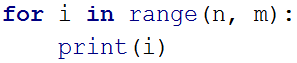 for i in range(n, m):
    print(i)